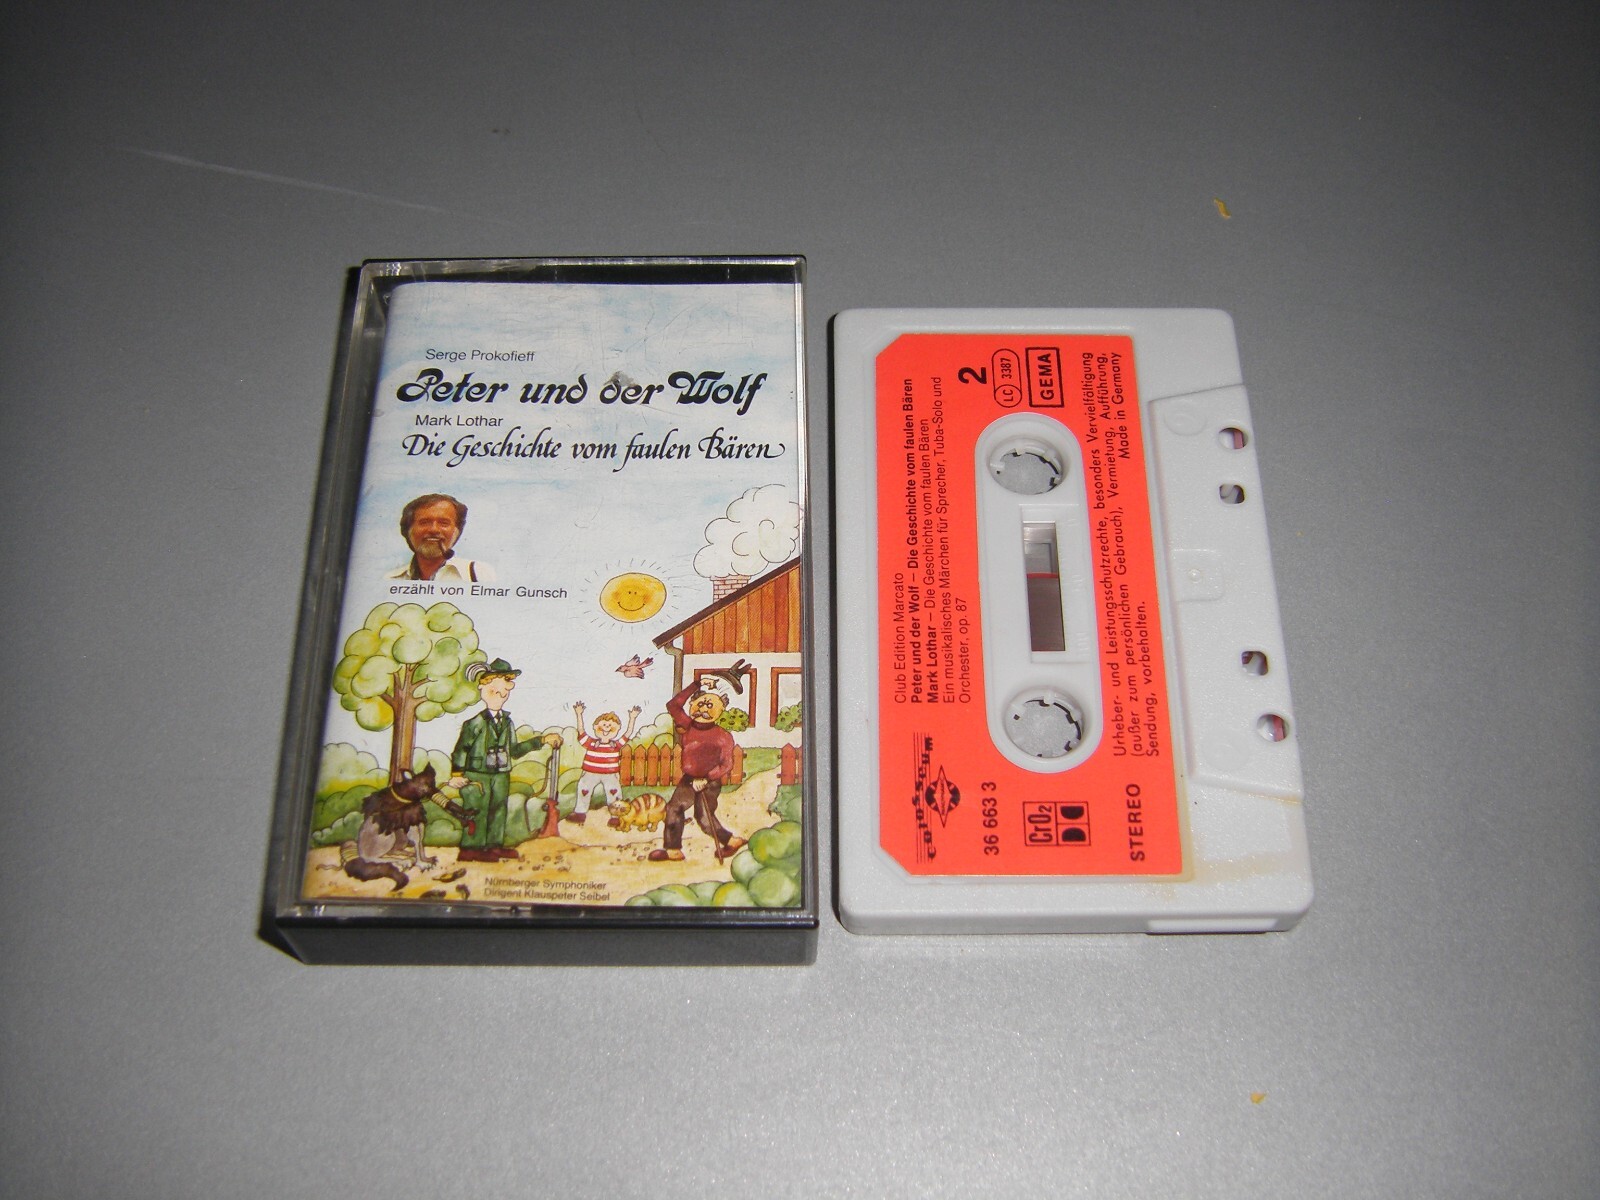 Serge Prokofieff
Peter und der Wolf
Mark Lothar
Die Geschichte vom faulen Bären
erzählt von Elmar Gunsch
Nürnberger Symphoniker
Dirigent Klauspeter Seibel
colosseum
Club Edition Marcato
Peter und der Wolf – Die Geschichte vom faulen Bären
Mark Lothar – Die Geschichte vom faulen Bären
Ein musikalisches Märchen für Sprecher, Tuba-Solo und
Orchester, op. 87
2
LC 3387
GEMA
36 663 3
CrO2
STEREO
Urheber- und Leistungsschutzrechte, besonders Vervielfältigung
(außer zum persönlichen Gebrauch), Vermietung, Aufführung,
Sendung, vorbehalten. Made in Germany